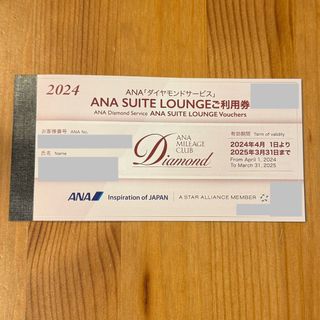 2024
ANA「ダイヤモンドサービス」
ANA SUITE LOUNGEご利用券
ANA Diamond Service ANA SUITE LOUNGE Vouchers
お客様番号 ANA No.
氏名 Name
ANA
MILEAGE
CLUB
Diamond
有効期間 Term of validity
2024年4月 1日より
2025年3月31日まで
From April 1, 2024
To March 31, 2025
ANA Inspiration of JAPAN
A STAR ALLIANCE MEMBER